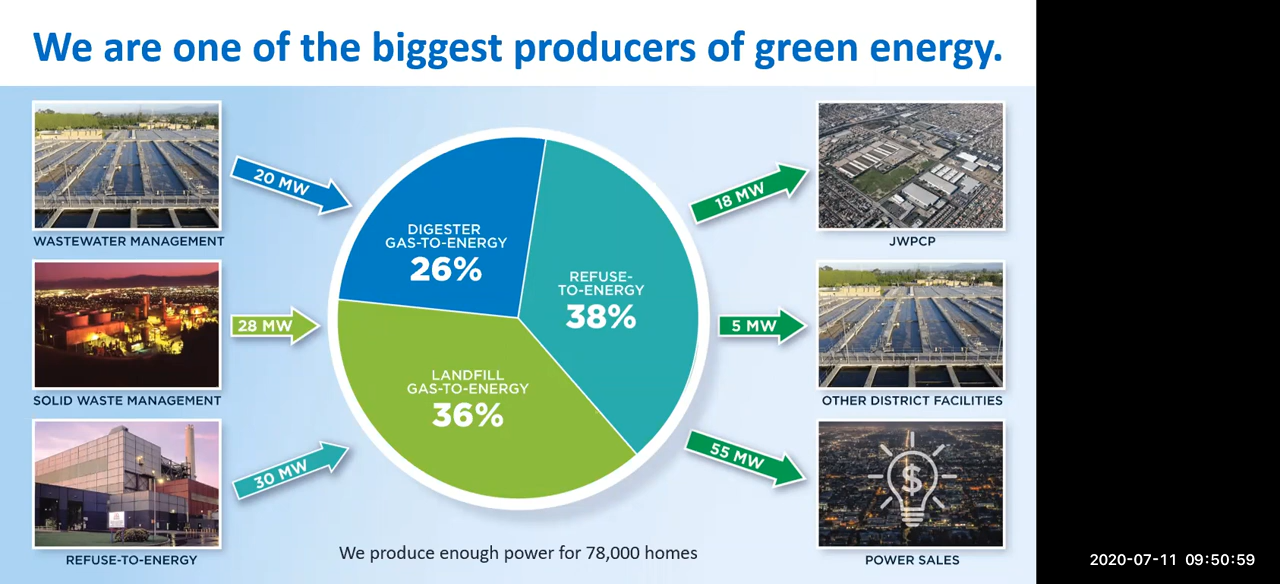 We are one of the biggest producers of green energy.
20 MW
WASTEWATER MANAGEMENT
28 MW
SOLID WASTE MANAGEMENT
30 MW
REFUSE-TO-ENERGY
DIGESTER
GAS-TO-ENERGY
26%
REFUSE-
TO-ENERGY
38%
LANDFILL
GAS-TO-ENERGY
36%
18 MW
JWPCP
5 MW
OTHER DISTRICT FACILITIES
55 MW
$
POWER SALES
We produce enough power for 78,000 homes
2020-07-11 09:50:59